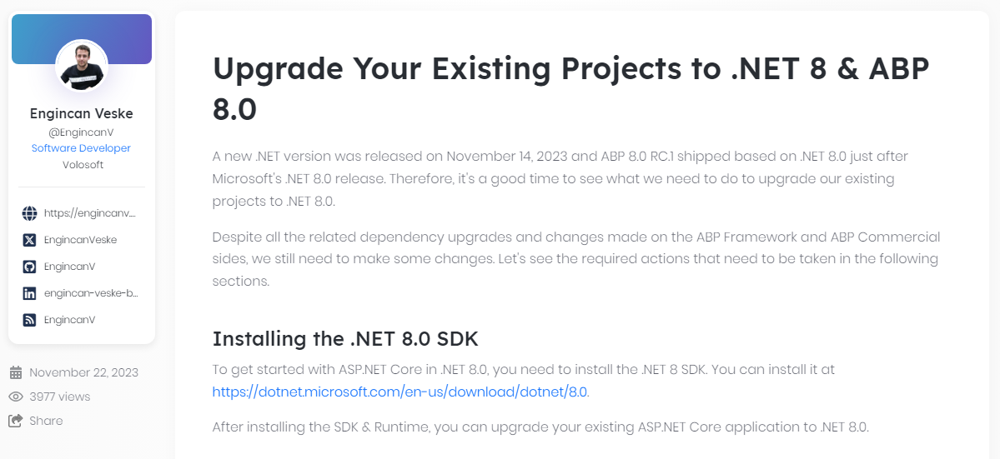 Engincan Veske
@EngincanV
Software Developer
Volosoft
https://engincanv....
EngincanVeske
EngincanV
engincan-veske-b...
EngincanV
November 22, 2023
3977 views
Share
Upgrade Your Existing Projects to .NET 8 & ABP
8.0
A new .NET version was released on November 14, 2023 and ABP 8.0 RC.1 shipped based on .NET 8.0 just after
Microsoft's .NET 8.0 release. Therefore, it's a good time to see what we need to do to upgrade our existing
projects to .NET 8.0.
Despite all the related dependency upgrades and changes made on the ABP Framework and ABP Commercial
sides, we still need to make some changes. Let's see the required actions that need to be taken in the following
sections.
Installing the .NET 8.0 SDK
To get started with ASP.NET Core in .NET 8.0, you need to install the .NET 8 SDK. You can install it at
https://dotnet.microsoft.com/en-us/download/dotnet/8.0.
After installing the SDK & Runtime, you can upgrade your existing ASP.NET Core application to .NET 8.0.